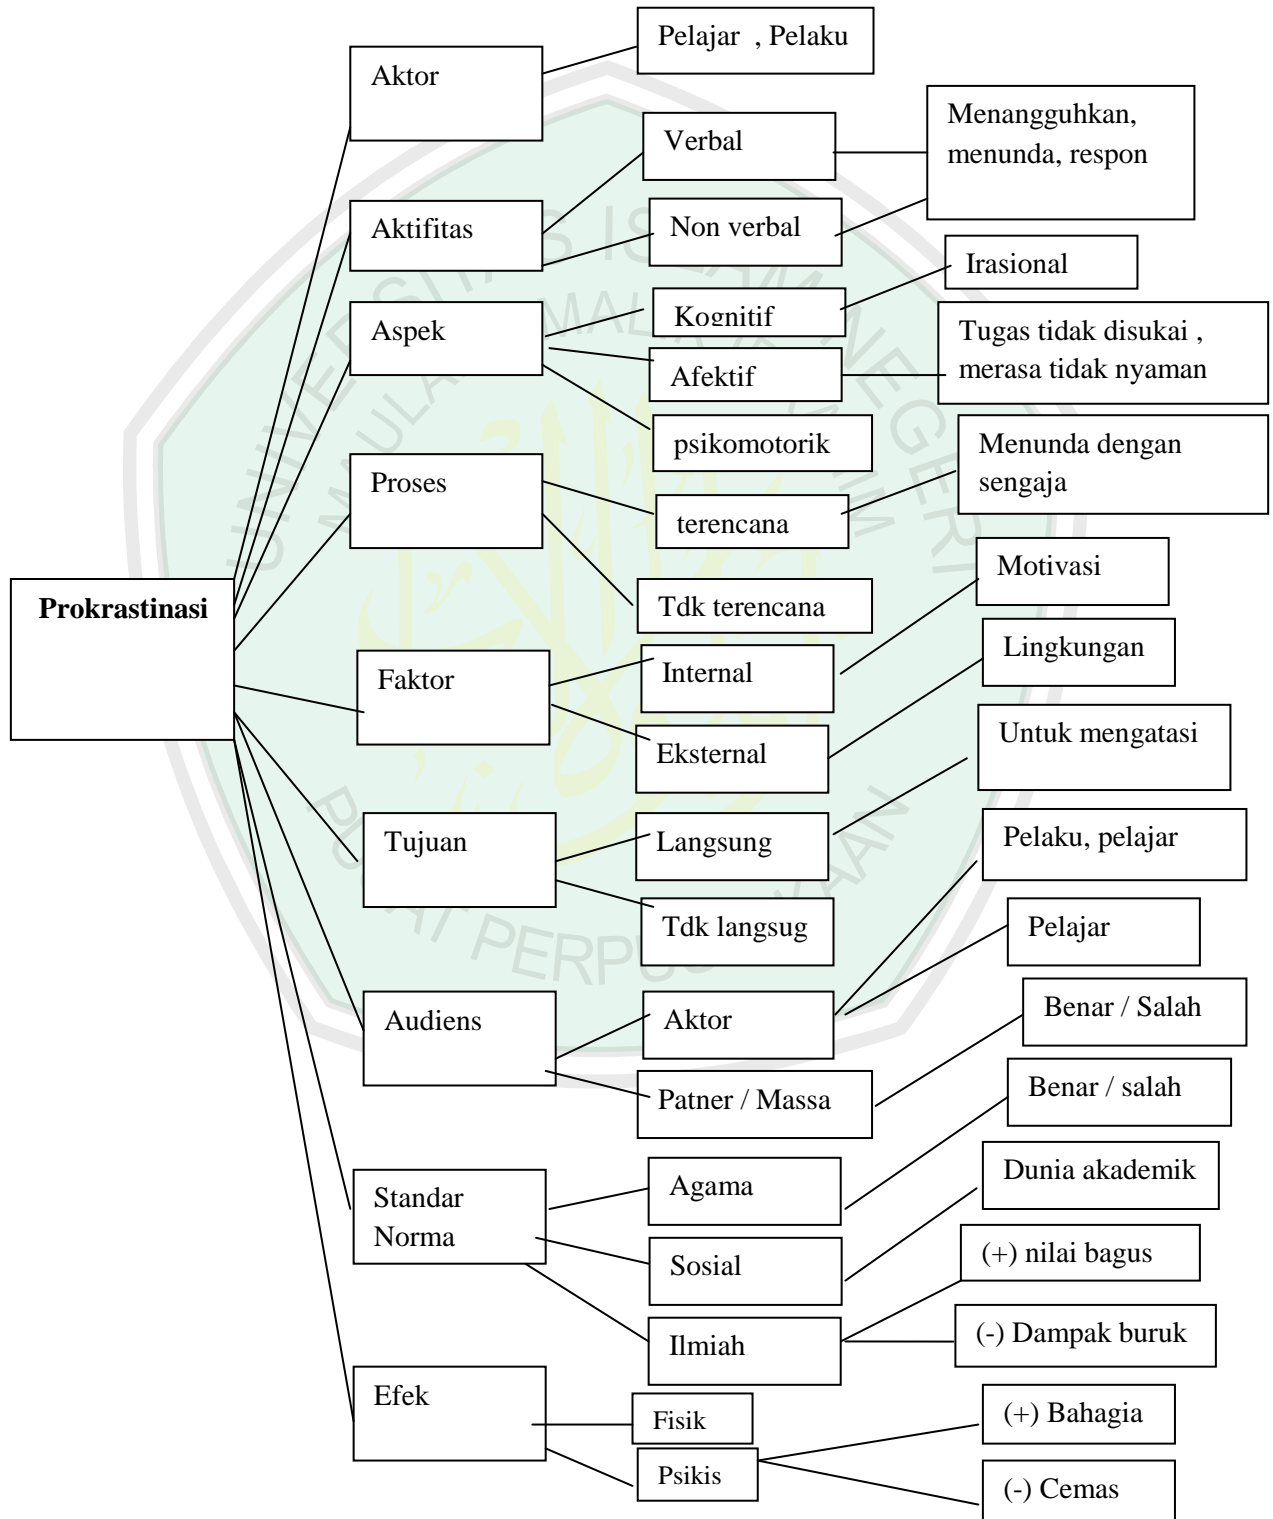 Pelajar , Pelaku
Aktor
Verbal
Menangguhkan,
menunda, respon
Aktifitas
Non verbal
Irasional
Aspek
Kognitif
Tugas tidak disukai ,
merasa tidak nyaman
Afektif
psikomotorik
Menunda dengan
sengaja
Proses
terencana
Motivasi
Prokrastinasi
Tdk terencana
Lingkungan
Faktor
Internal
Eksternal
Untuk mengatasi
Tujuan
Langsung
Pelaku, pelajar
Tdk langsug
Pelajar
Audiens
Aktor
Benar / Salah
Patner / Massa
Benar / salah
Standar
Norma
Agama
Dunia akademik
Sosial
(+) nilai bagus
Ilmiah
(-) Dampak buruk
Efek
Fisik
(+) Bahagia
Psikis
(-) Cemas